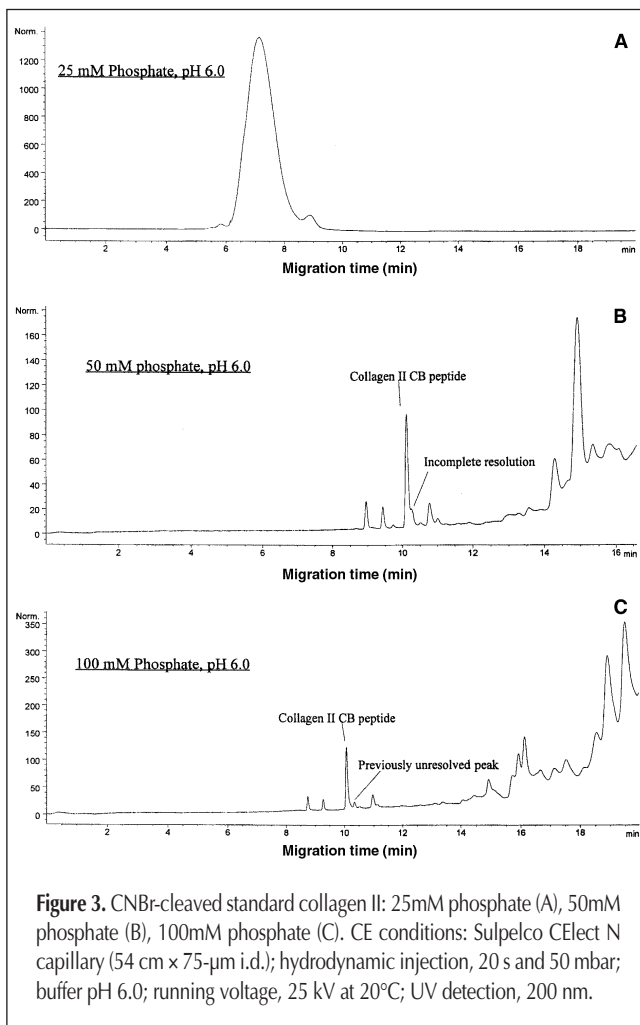 Norm.
A
25 mM Phosphate, pH 6.0
1200
1000
800
600
400
200
0
2 4 6 8 10 12 14 16 18 min
Migration time (min)
Norm.
B
50 mM phosphate, pH 6.0
Collagen II CB peptide
Incomplete resolution
160
140
120
100
80
60
40
20
0
2 4 6 8 10 12 14 16 min
Migration time (min)
Norm.
C
100 mM Phosphate, pH 6.0
Collagen II CB peptide
Previously unresolved peak
350
300
250
200
150
100
50
0
2 4 6 8 10 12 14 16 18 min
Migration time (min)
Figure 3. CNBr-cleaved standard collagen II: 25mM phosphate (A), 50mM
phosphate (B), 100mM phosphate (C). CE conditions: Sulpelco CElect N
capillary (54 cm × 75-µm i.d.); hydrodynamic injection, 20 s and 50 mbar;
buffer pH 6.0; running voltage, 25 kV at 20°C; UV detection, 200 nm.